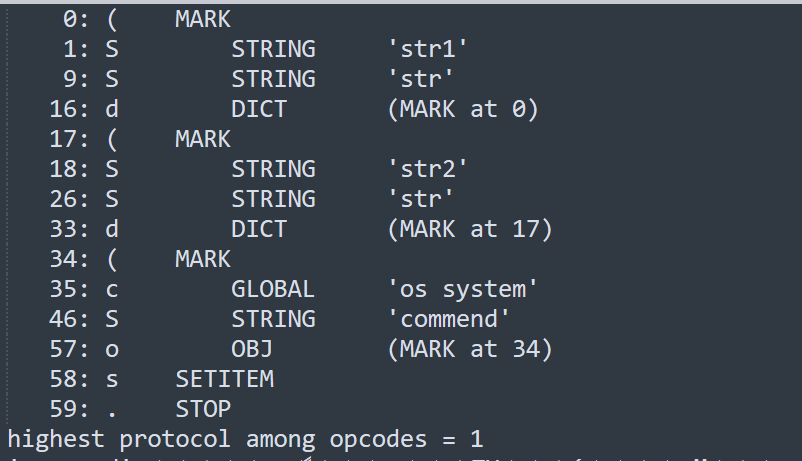 0: ( MARK
1: S STRING 'str1'
9: S STRING 'str'
16: d DICT (MARK at 0)
17: ( MARK
18: S STRING 'str2'
26: S STRING 'str'
33: d DICT (MARK at 17)
34: ( MARK
35: c GLOBAL 'os system'
46: S STRING 'commend'
57: o OBJ (MARK at 34)
58: s SETITEM
59: . STOP
highest protocol among opcodes = 1